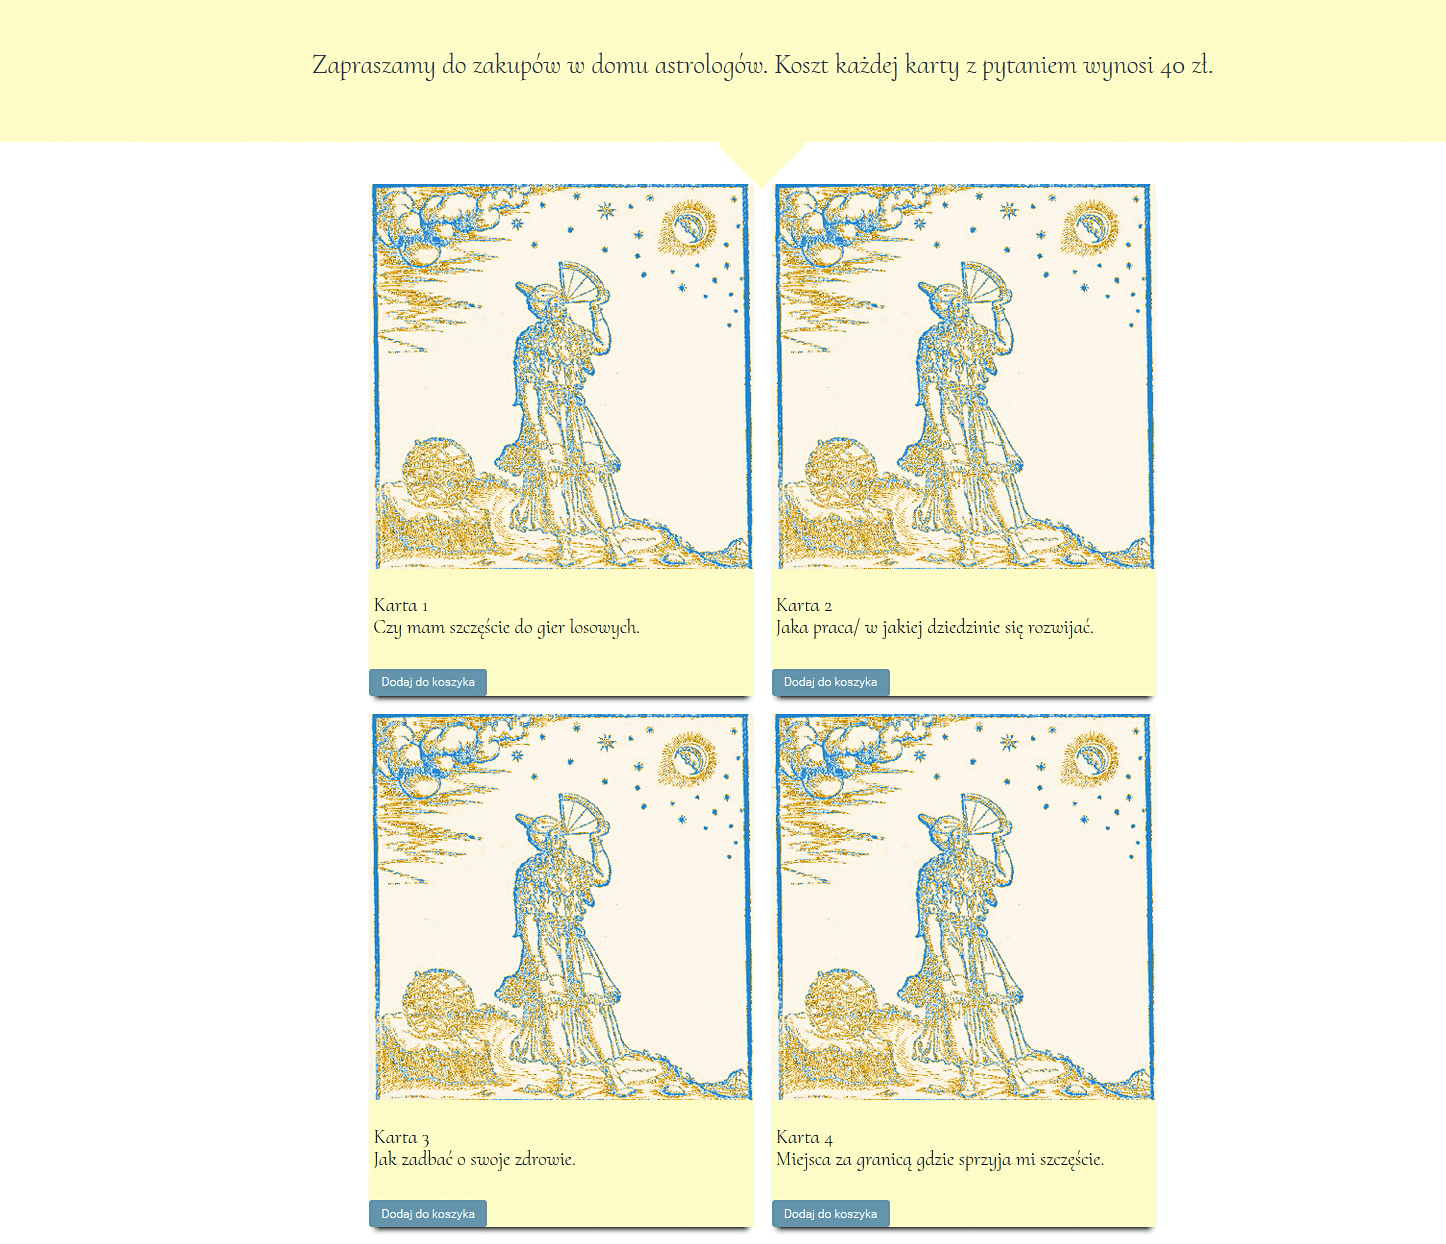 Zapraszamy do zakupów w domu astrologów. Koszt każdej karty z pytaniem wynosi 40 zł.
Karta 1
Czy mam szczęście do gier losowych.
Dodaj do koszyka
Karta 2
Jaka praca/ w jakiej dziedzinie się rozwijać.
Dodaj do koszyka
Karta 3
Jak zadbać o swoje zdrowie.
Dodaj do koszyka
Karta 4
Miejsca za granicą gdzie sprzyja mi szczęście.
Dodaj do koszyka